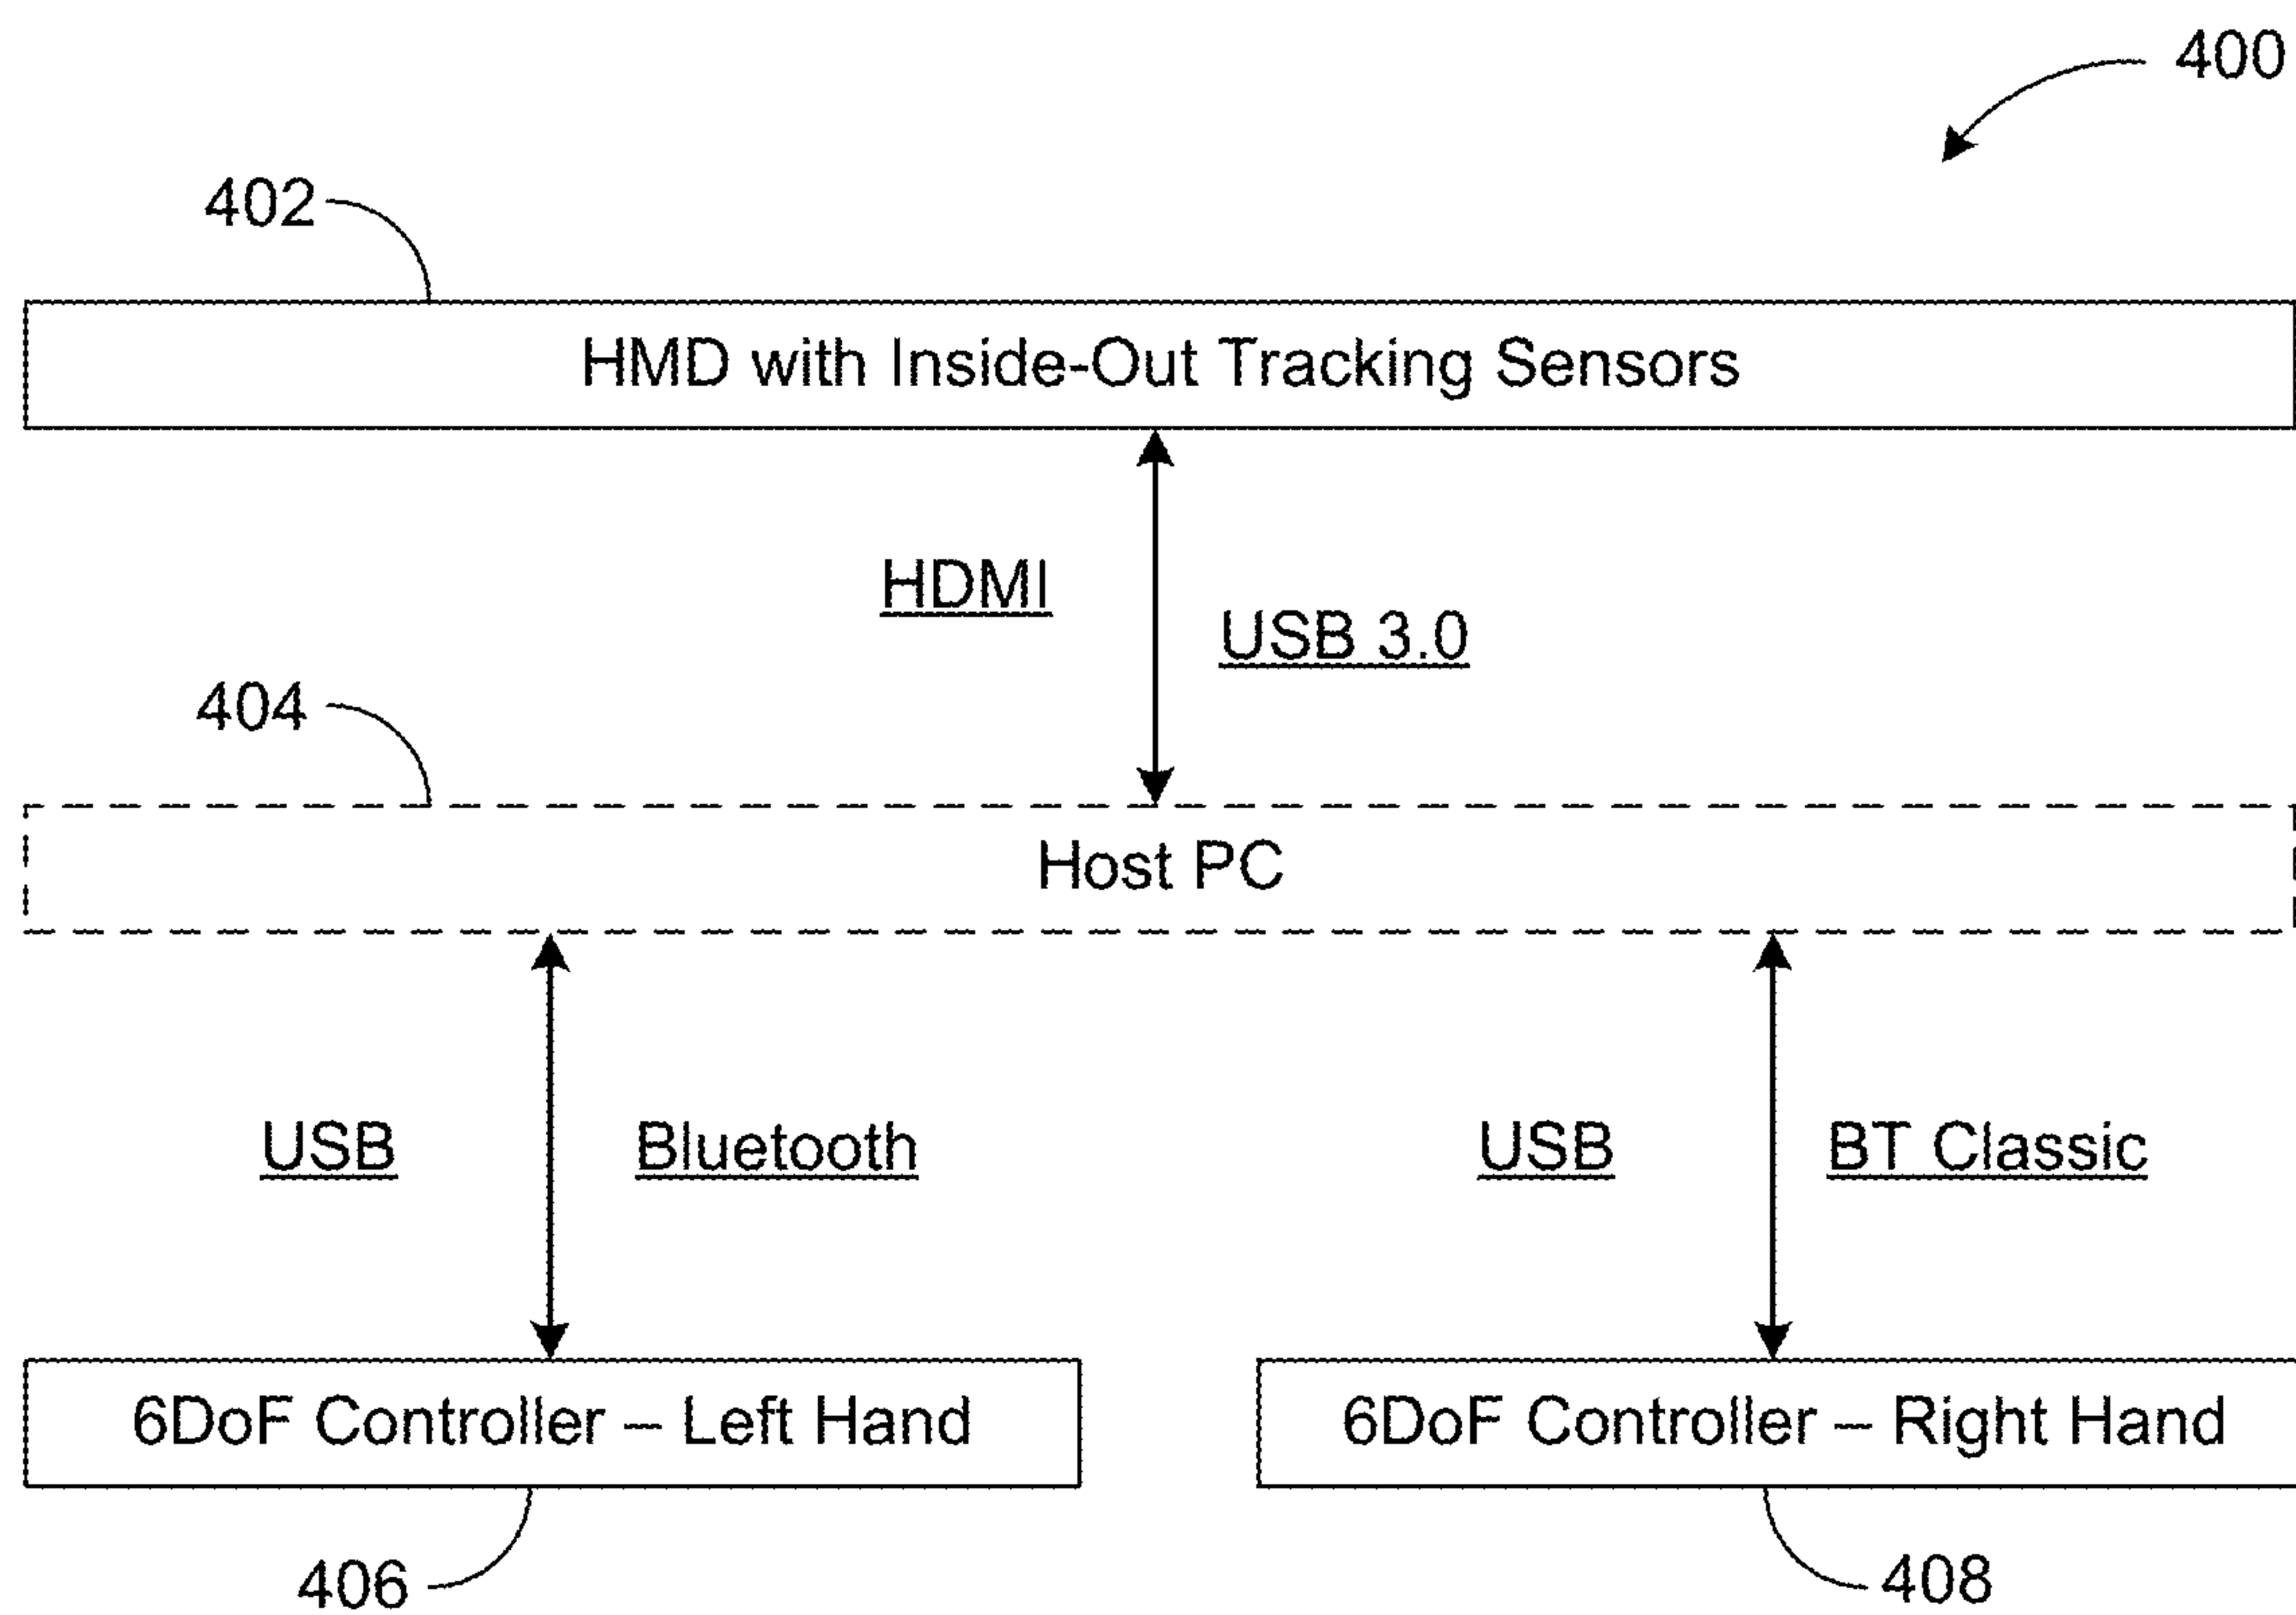 400
402
HMD with Inside-Out Tracking Sensors
HDMI
USB 3.0
404
Host PC
USB
Bluetooth
USB
BT Classic
6DoF Controller – Left Hand
6DoF Controller – Right Hand
406
408